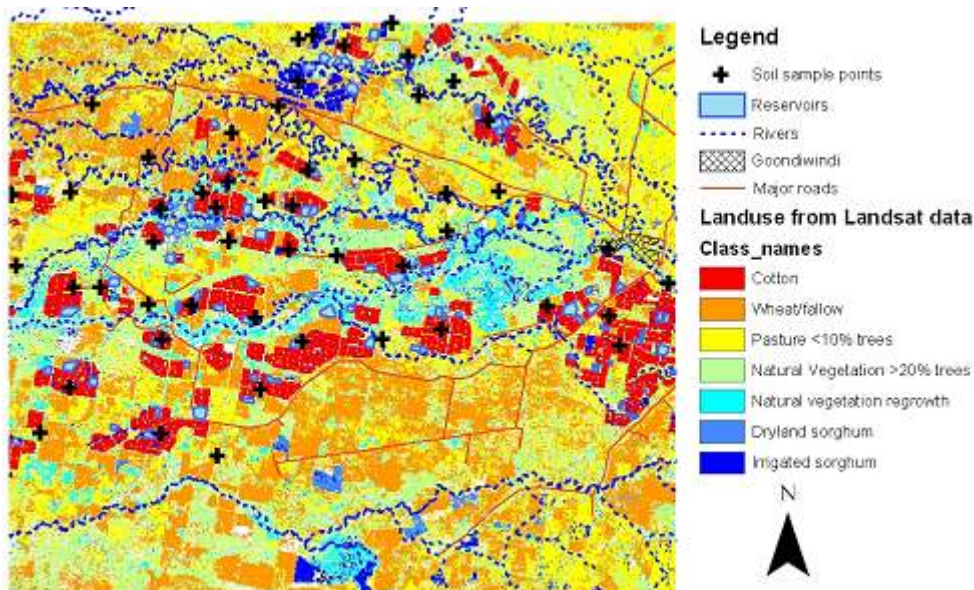 Legend
Soil sample points
Reservoirs
Rivers
Goondiwindi
Major roads
Landuse from Landsat data
Class_names
Cotton
Wheat/fallow
Pasture <10% trees
Natural Vegetation >20% trees
Natural vegetation regrowth
Dryland sorghum
Irrigated sorghum
N